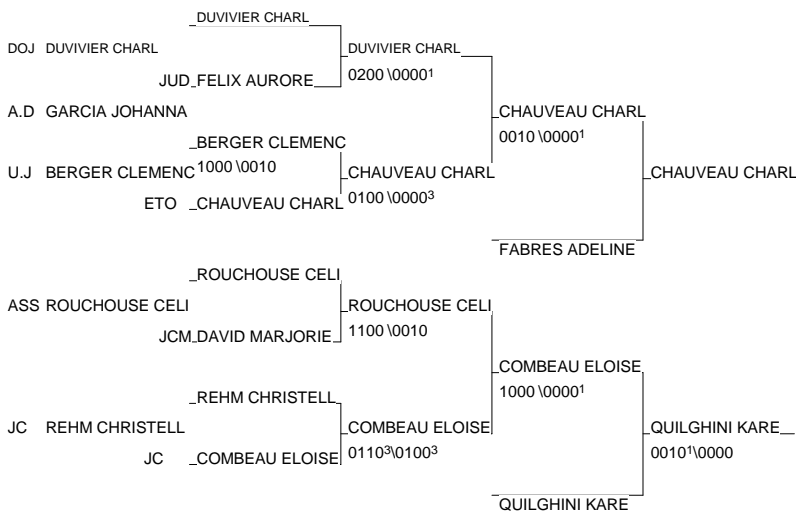 DUVIVIER CHARL
DOJ DUVIVIER CHARL
DUVIVIER CHARL
JUD FELIX AURORE
0200 \0000¹
A.D GARCIA JOHANNA
CHAUVEAU CHARL
0010 \0000¹
BERGER CLEMENC
U.J BERGER CLEMENC
1000 \0010
CHAUVEAU CHARL
CHAUVEAU CHARL
ETO CHAUVEAU CHARL
0100 \0000³
FABRES ADELINE
ROUCHOUSE CELI
ASS ROUCHOUSE CELI
ROUCHOUSE CELI
JCM DAVID MARJORIE
1100 \0010
COMBEAU ELOISE
1000 \0000¹
REHM CHRISTELL
JC REHM CHRISTELL
COMBEAU ELOISE
QUILGHINI KARE
JC COMBEAU ELOISE
0110³\0100³
0010¹\0000
QUILGHINI KARE